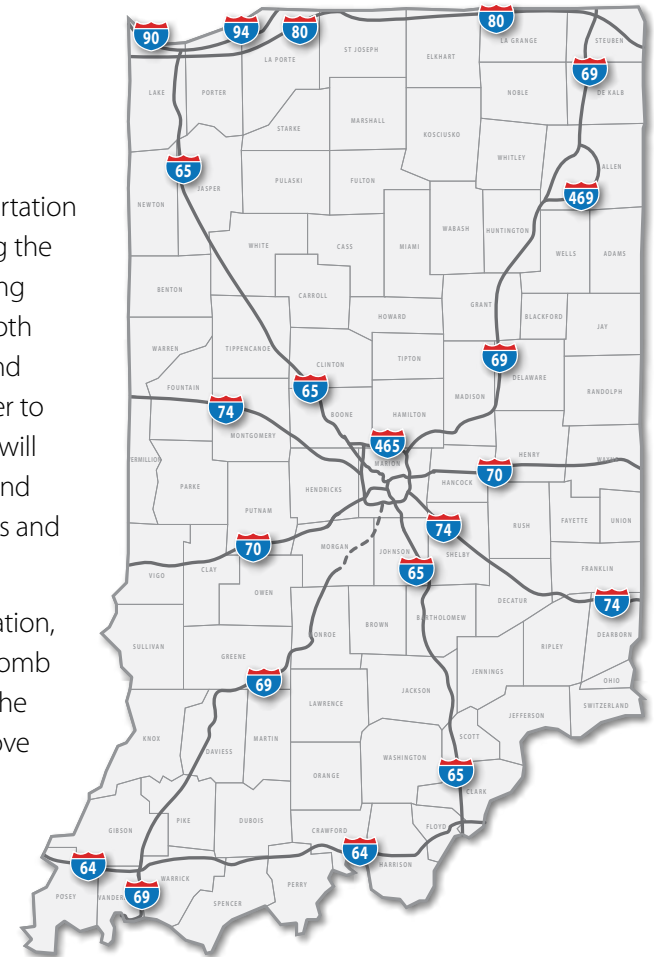 rtation
g the
ng
oth
nd
er to
will
nd
s and
ation,
omb
he
ove
90
94
80
80
LA GRANGE
STEUBEN
ST JOSEPH
ELKHART
LA PORTE
69
LAKE
PORTER
NOBLE
DE KALB
MARSHALL
STARKE
KOSCIUSKO
WHITLEY
ALLEN
65
JASPER
PULASKI
FULTON
469
NEWTON
WABASH
HUNTINGTON
WHITE
CASS
MIAMI
WELLS
ADAMS
BENTON
CARROLL
GRANT
HOWARD
BLACKFORD
JAY
WARREN
TIPPENCANOE
CLINTON
TIPTON
69
DELAWARE
FOUNTAIN
65
MADISON
RANDOLPH
74
BOONE
HAMILTON
MONTGOMERY
465
HENRY
WAYNE
VERMILLION
MARION
70
PARKE
HENDRICKS
HANCOCK
PUTNAM
RUSH
FAYETTE
UNION
74
MORGAN
JOHNSON
SHELBY
70
CLAY
65
FRANKLIN
VIGO
OWEN
74
DECATUR
BROWN
BARTHOLOMEW
DEARBORN
SULLIVAN
ONROE
RIPLEY
GREENE
JENNINGS
OHIO
69
LAWRENCE
JACKSON
SWITZERLAND
JEFFERSON
KNOX
DAVIESS
MARTIN
SCOTT
WASHINGTON
ORANGE
65
CLARK
PIKE
DUBOIS
GIBSON
CRAWFORD
FLOYD
64
HARRISON
64
WARRICK
PERRY
POSEY
VANDER
69
SPENCER